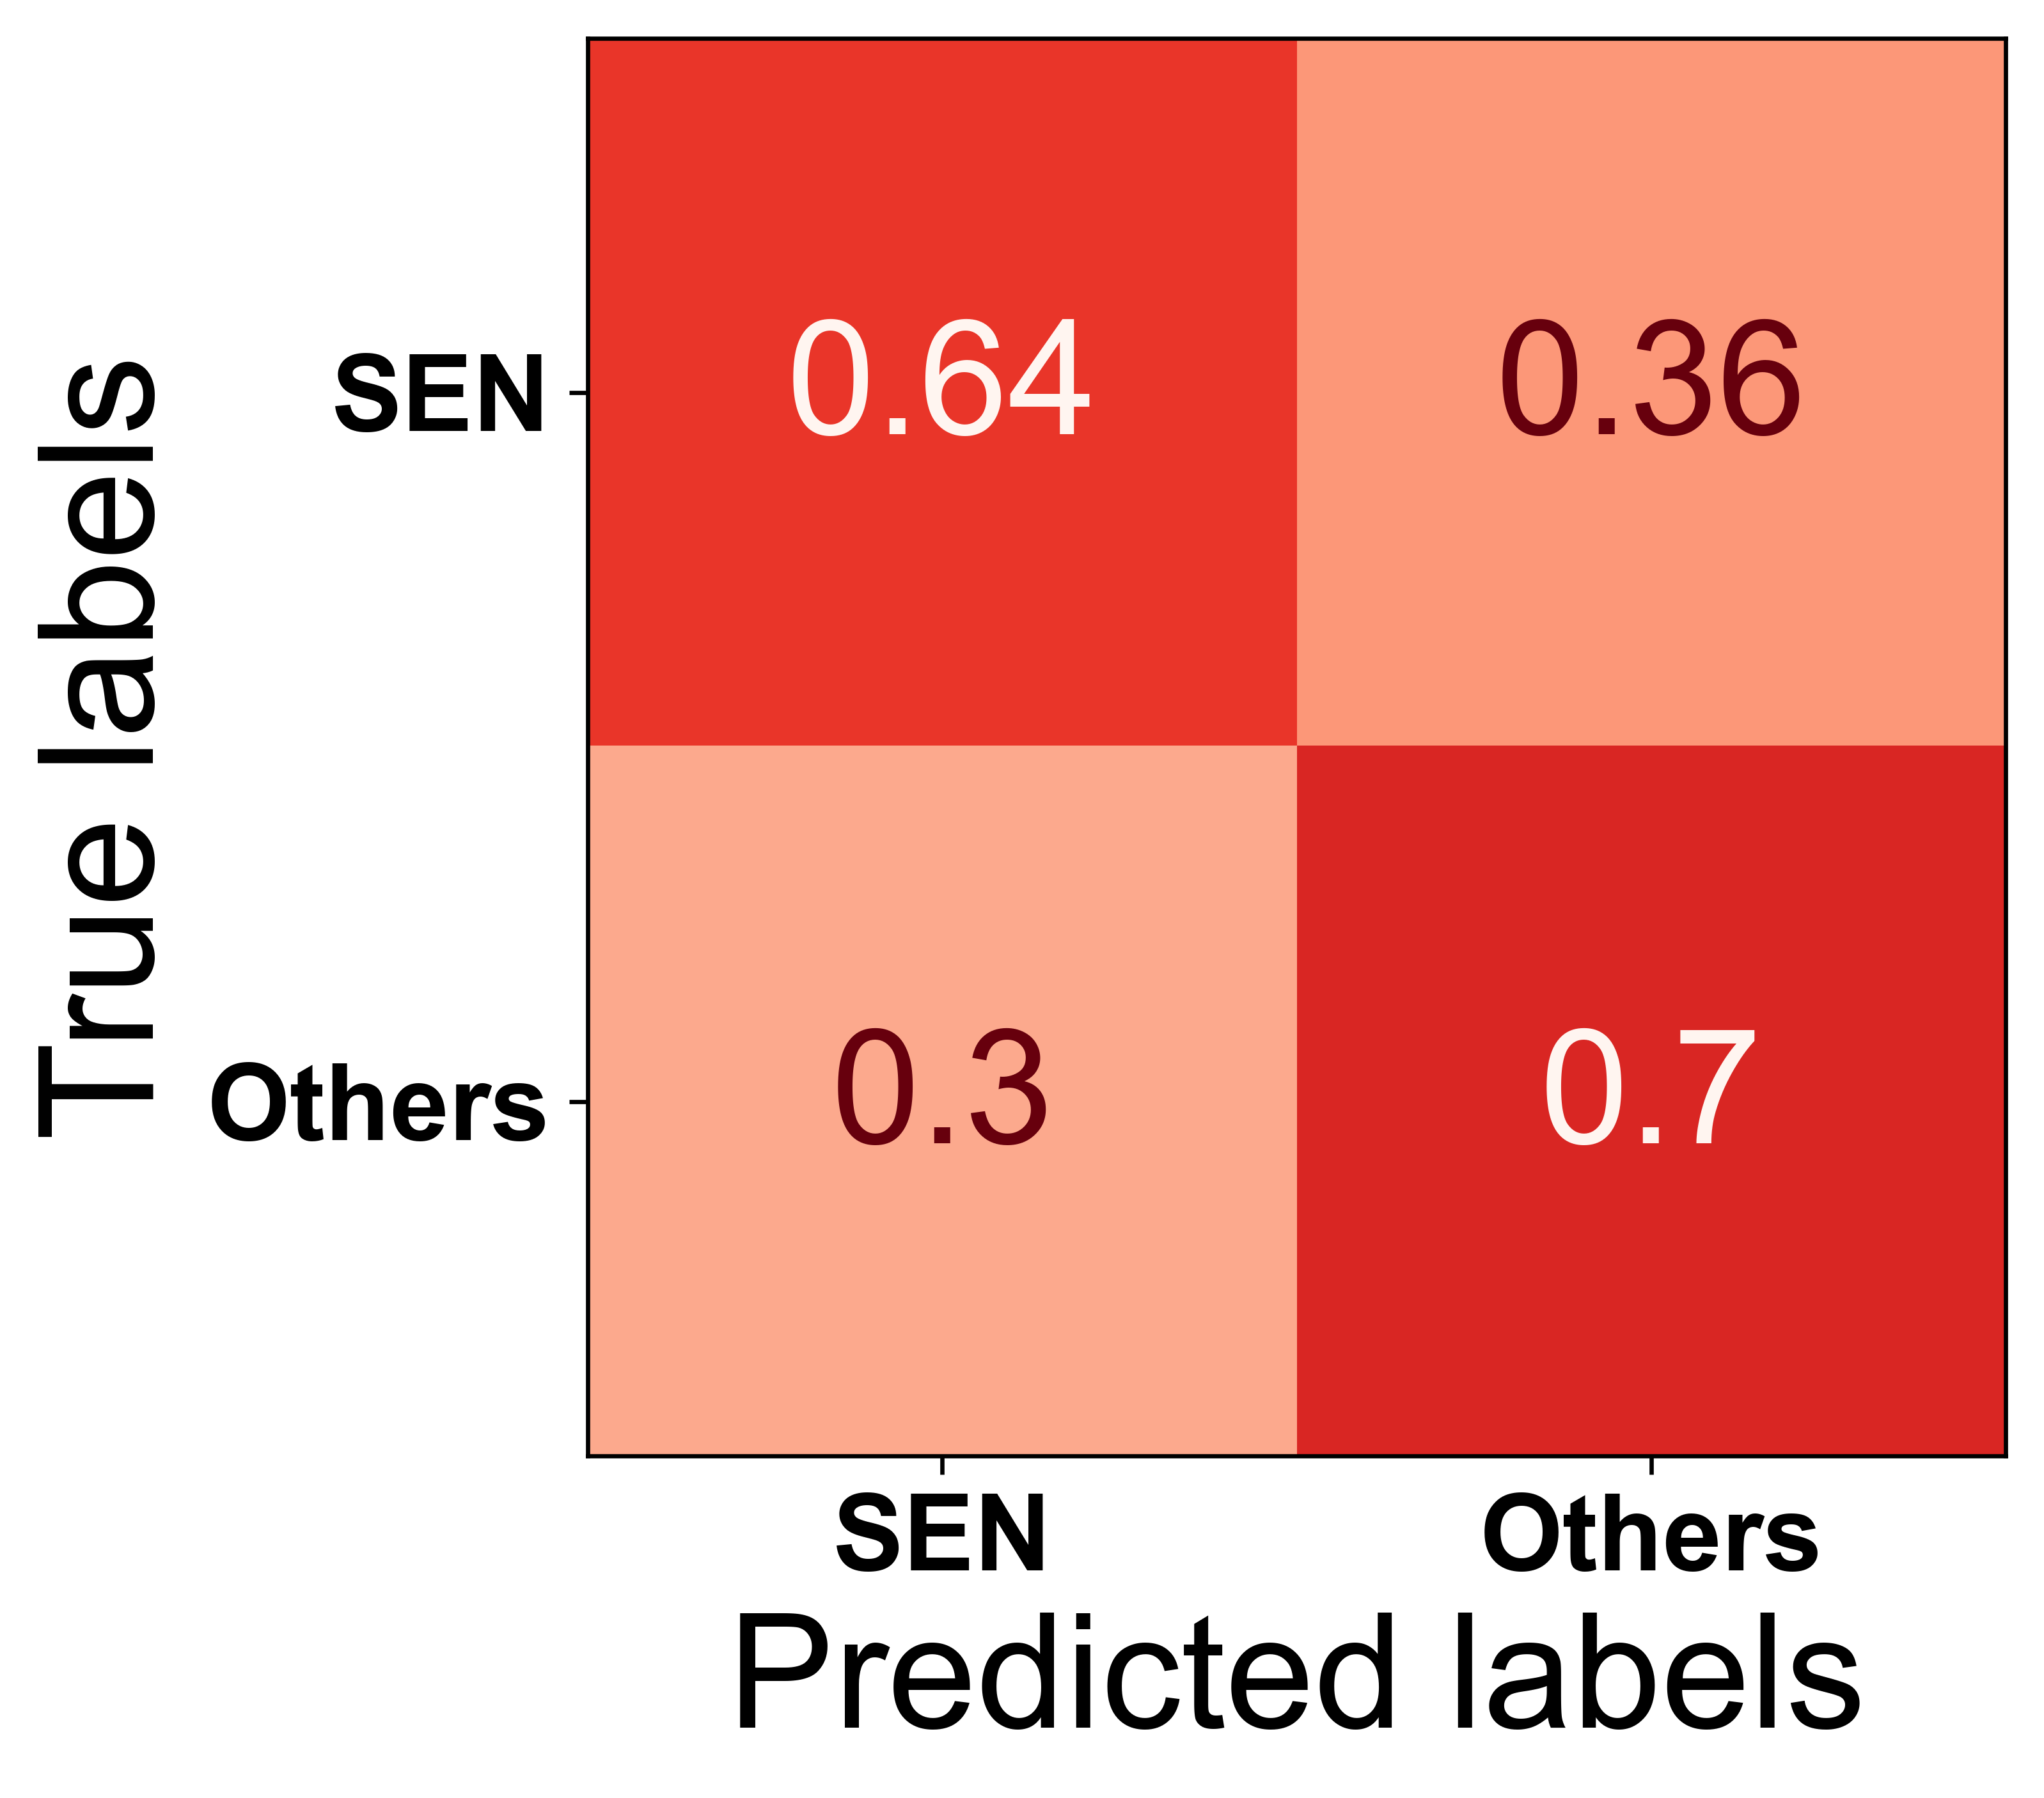 True labels
SEN
0.64 0.36
Others
0.3 0.7
SEN Others
Predicted labels